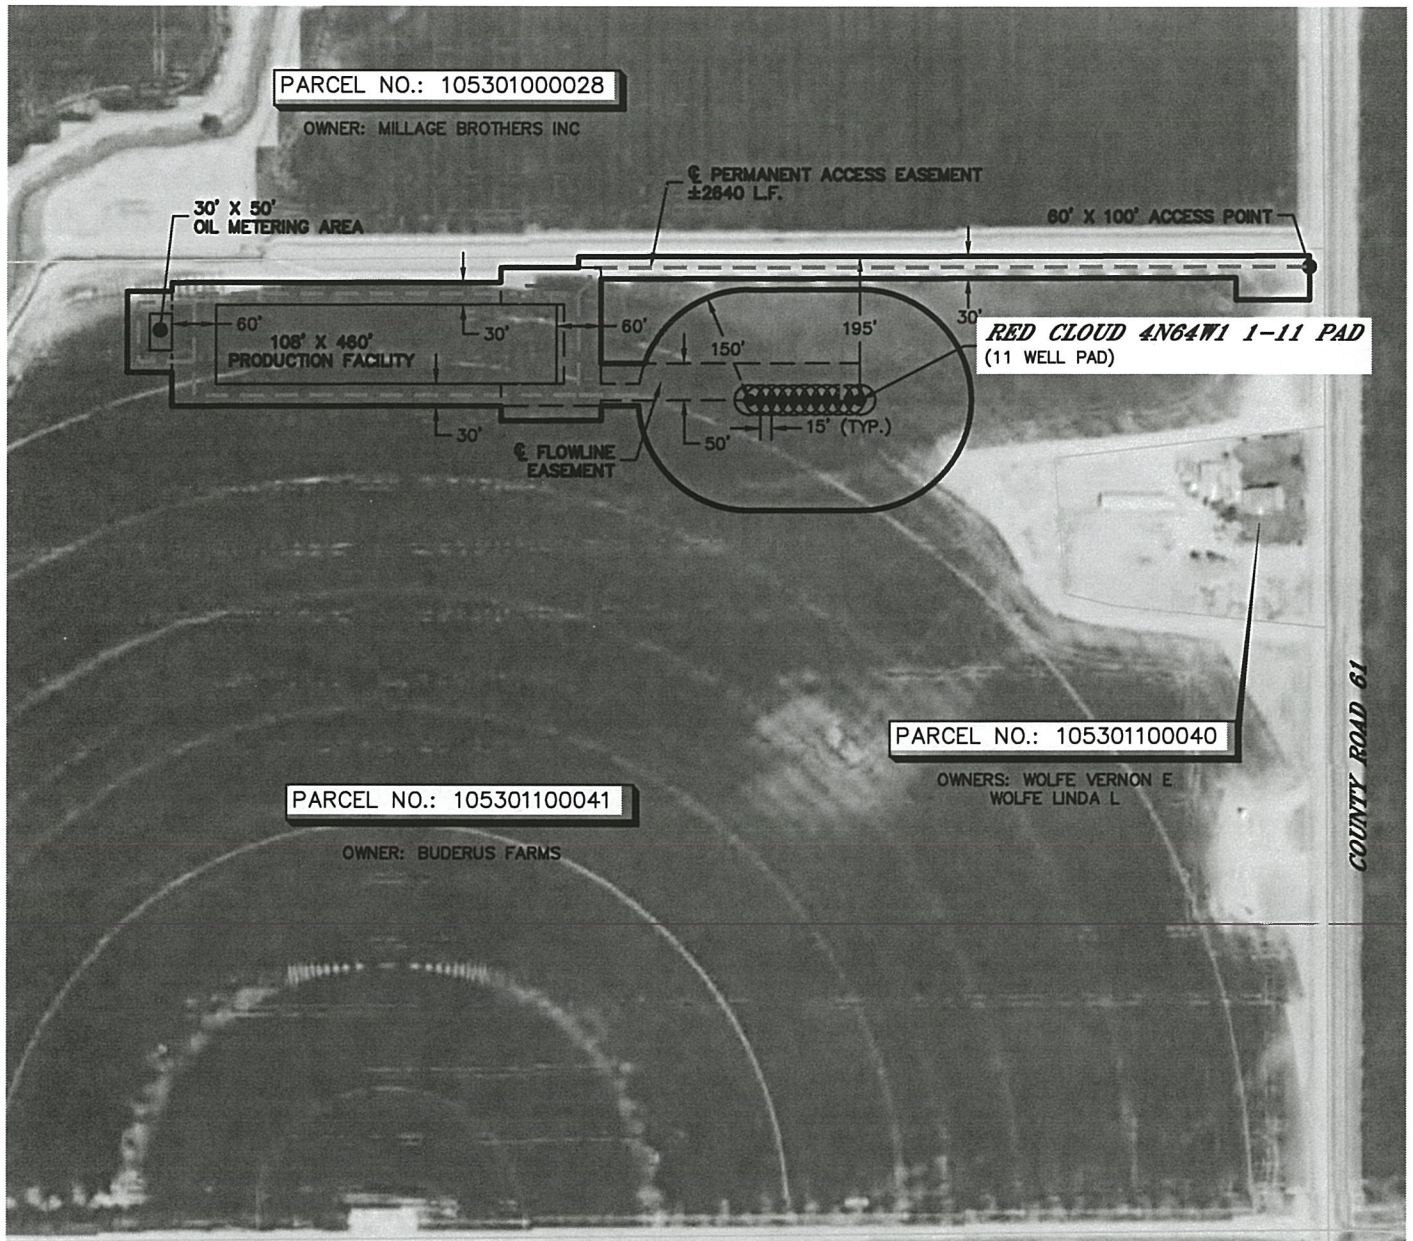 PARCEL NO.: 105301000028
OWNER: MILLAGE BROTHERS INC
℄ PERMANENT ACCESS EASEMENT
±2640 L.F.
30' X 50'
OIL METERING AREA
60' X 100' ACCESS POINT
60'
30'
60'
108' X 460'
PRODUCTION FACILITY
30'
150'
195'
30'
RED CLOUD 4N64W1 1-11 PAD
(11 WELL PAD)
50'
15' (TYP.)
℄ FLOWLINE
EASEMENT
PARCEL NO.: 105301100040
OWNERS: WOLFE VERNON E
WOLFE LINDA L
COUNTY ROAD 61
PARCEL NO.: 105301100041
OWNER: BUDERUS FARMS